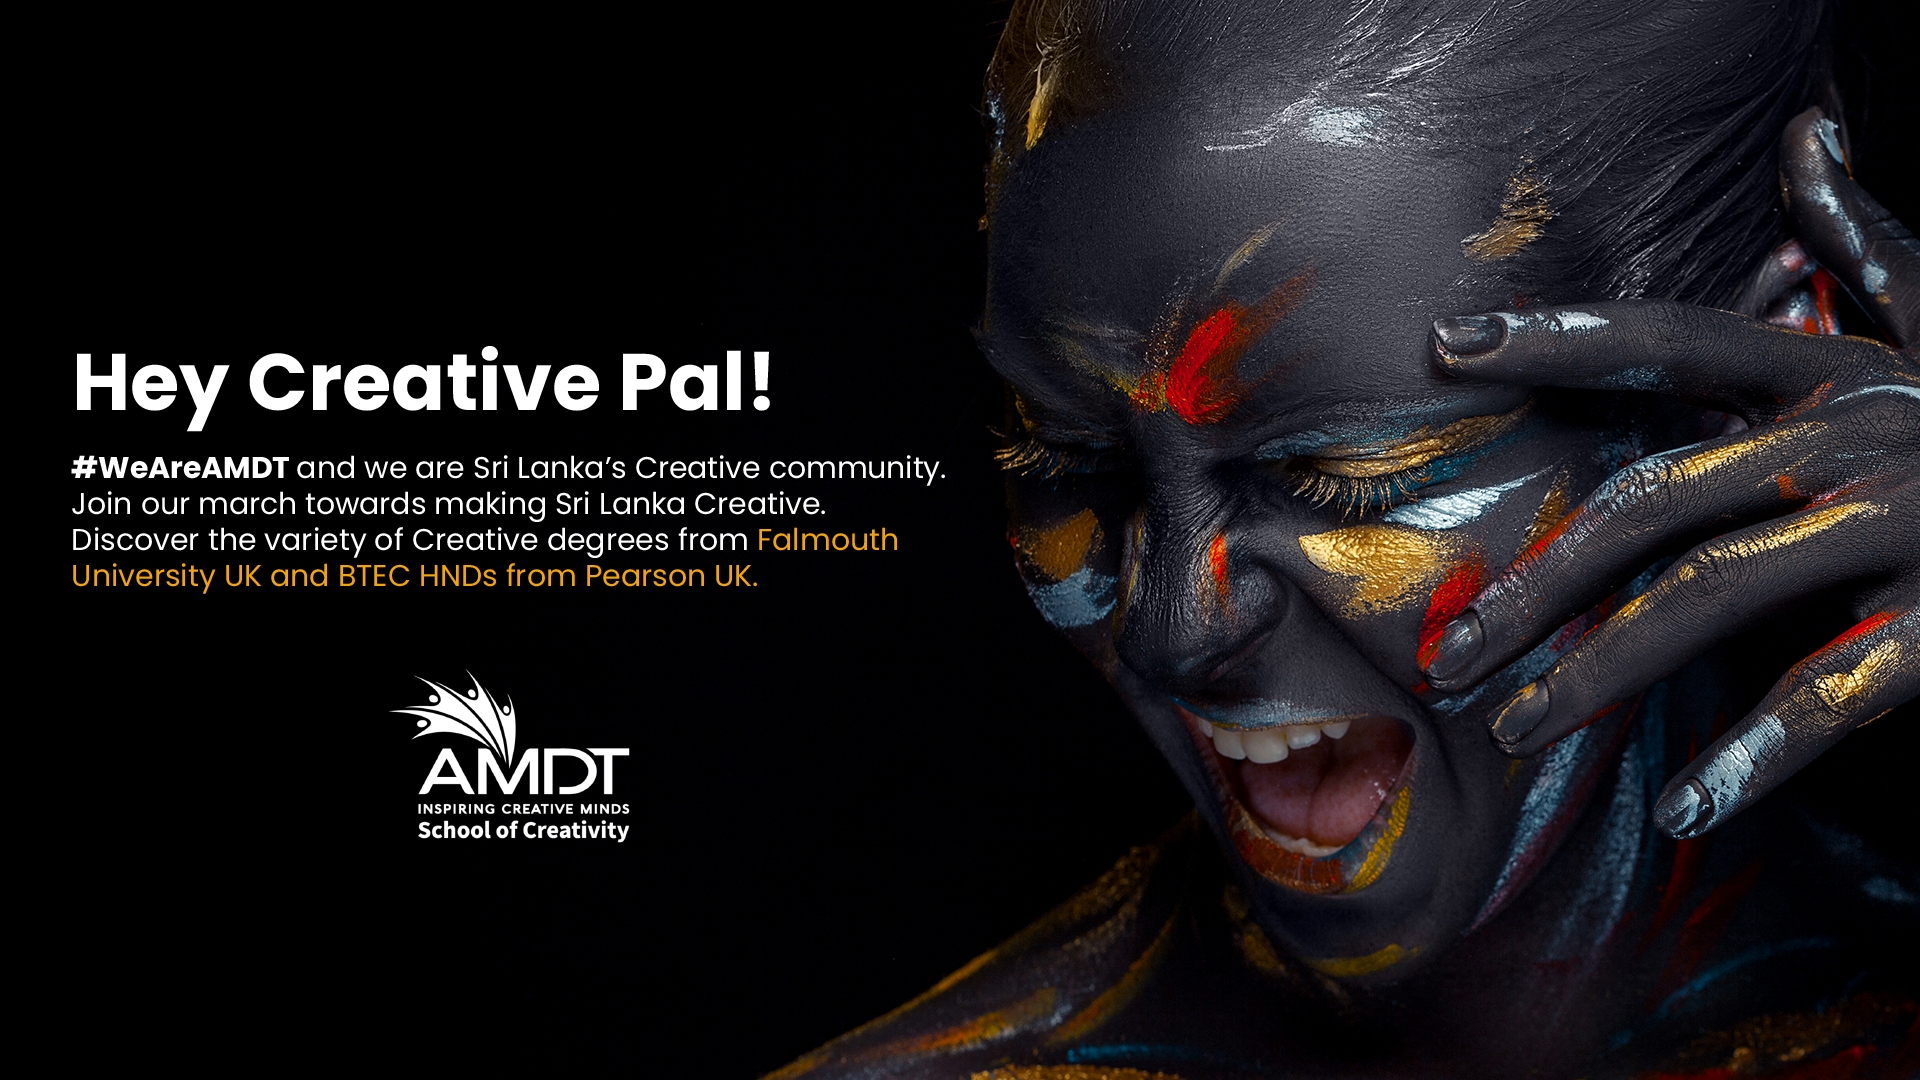 Hey Creative Pal!
#WeAreAMDT and we are Sri Lanka’s Creative community.
Join our march towards making Sri Lanka Creative.
Discover the variety of Creative degrees from Falmouth
University UK and BTEC HNDs from Pearson UK.
AMDT
INSPIRING CREATIVE MINDS
School of Creativity